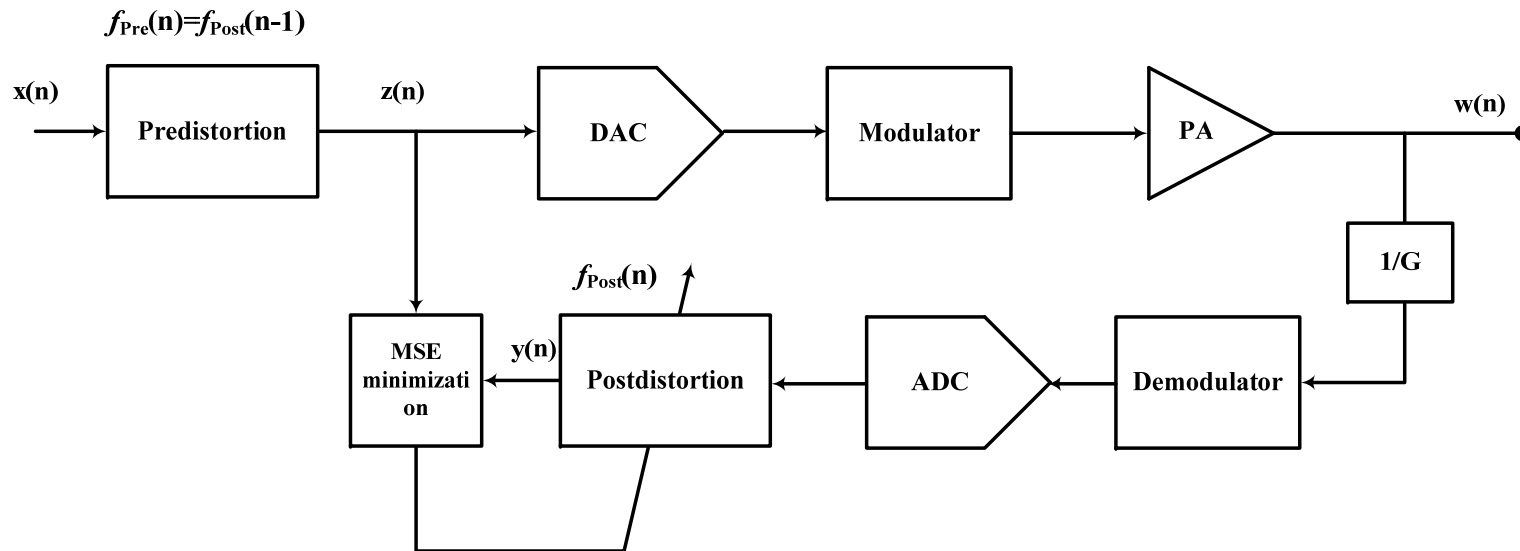 fPre(n)=fPost(n-1)
x(n)
Predistortion
z(n)
DAC
Modulator
PA
w(n)
1/G
fPost(n)
MSE
minimizati
on
y(n)
Postdistortion
ADC
Demodulator